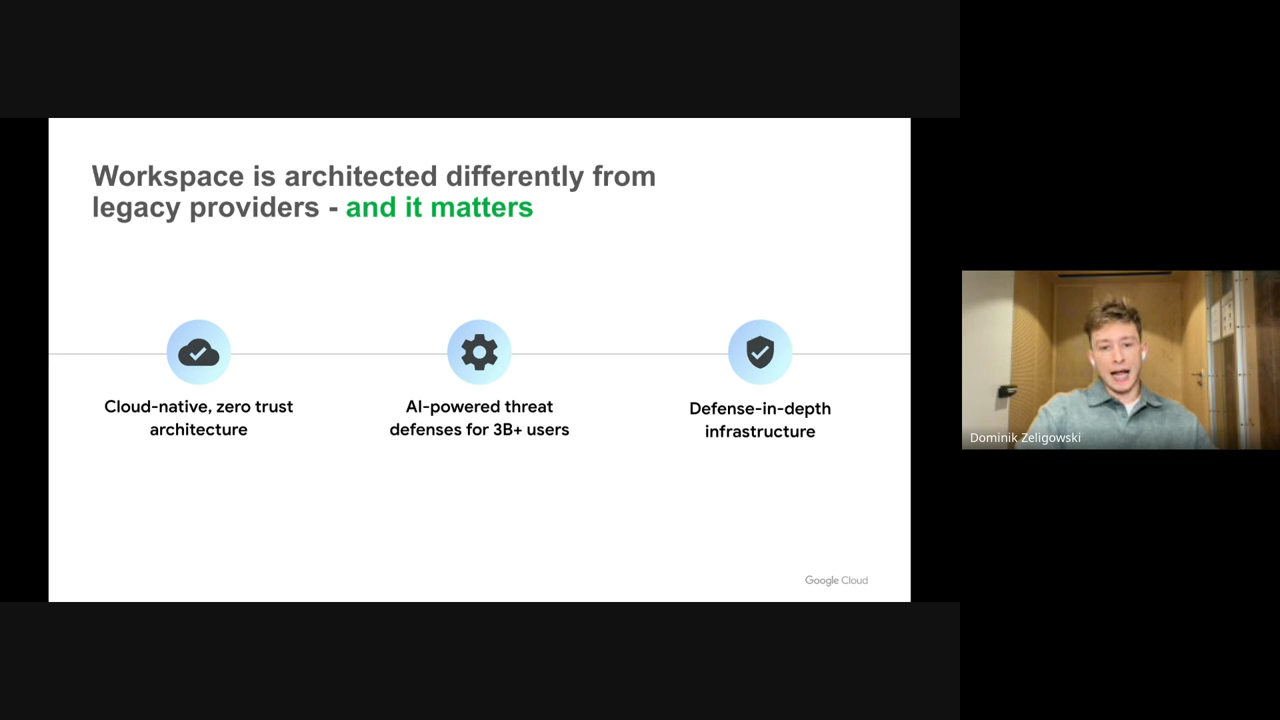 Workspace is architected differently from
legacy providers - and it matters
Cloud-native, zero trust
architecture
AI-powered threat
defenses for 3B+ users
Defense-in-depth
infrastructure
Google Cloud
Dominik Zeligowski